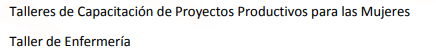 Talleres de Capacitación de Proyectos Productivos para las Mujeres
Taller de Enfermería